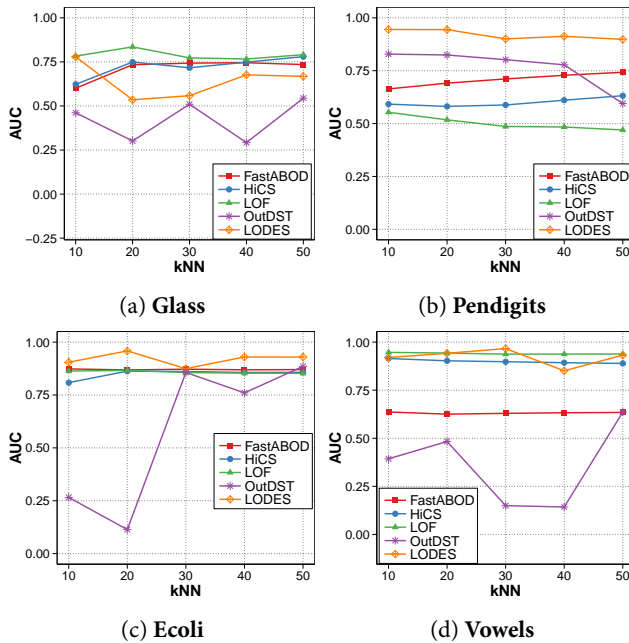 1.00
0.75
0.50
0.25
0.00
−0.25
AUC
10 20 30 40 50
kNN
FastABOD
HiCS
LOF
OutDST
LODES
(a) Glass
1.00
0.75
0.50
0.25
0.00
AUC
10 20 30 40 50
kNN
FastABOD
HiCS
LOF
OutDST
LODES
(b) Pendigits
1.00
0.75
0.25
0.00
AUC
10 20 30 40 50
kNN
FastABOD
HiCS
LOF
OutDST
LODES
(c) Ecoli
1.00
0.75
0.50
0.25
0.00
AUC
10 20 30 40 50
kNN
FastABOD
HiCS
LOF
OutDST
LODES
(d) Vowels